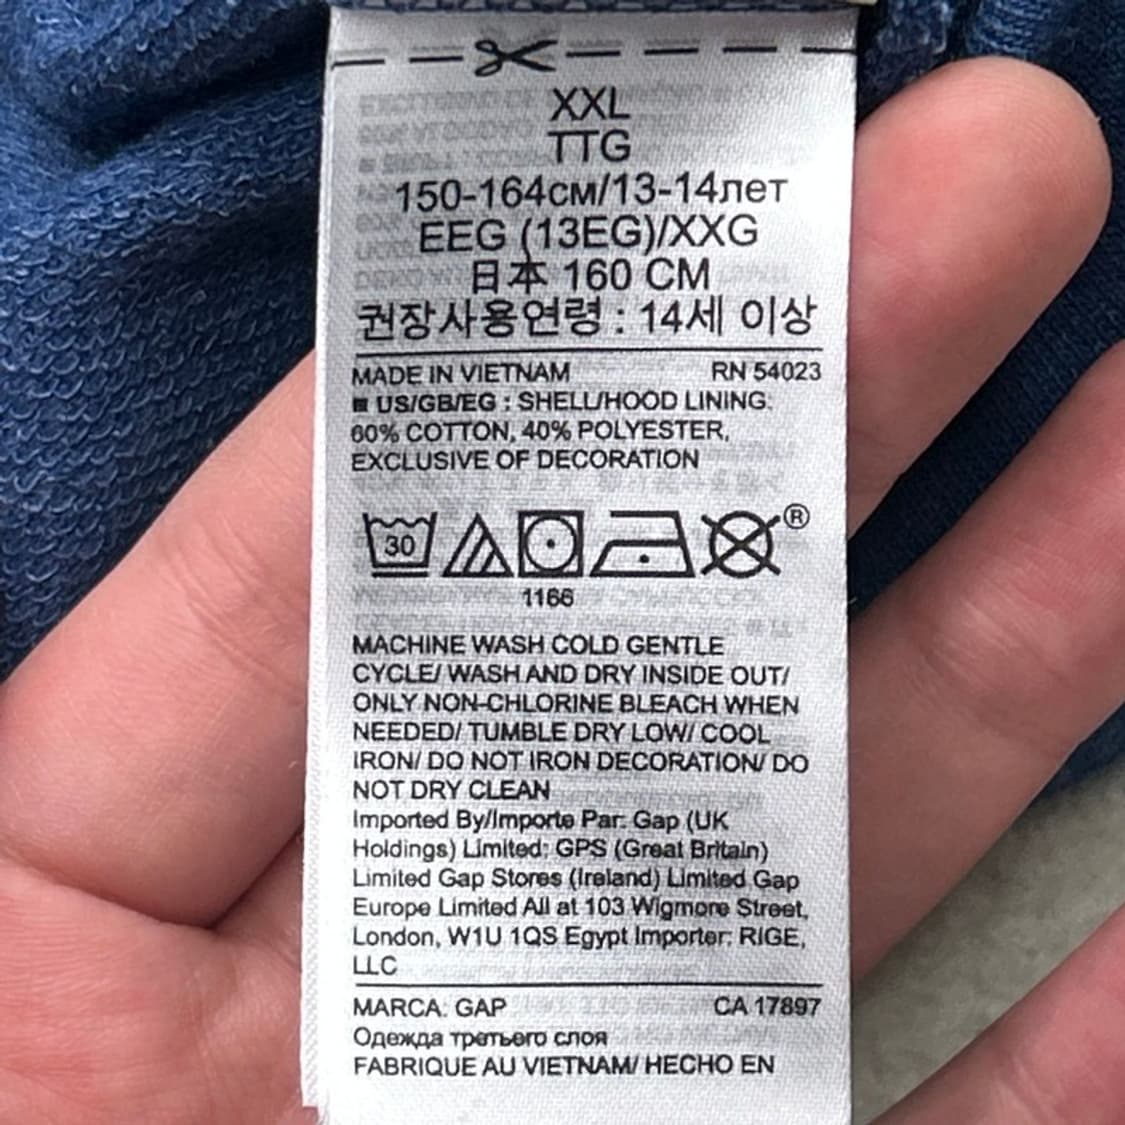 XXL
TTG
150-164см/13-14лет
EEG (13EG)/XXG
日本 160 CM
권장사용연령 : 14세 이상
MADE IN VIETNAM RN 54023
■ US/GB/EG : SHELL/HOOD LINING:
60% COTTON, 40% POLYESTER,
EXCLUSIVE OF DECORATION
30 ®
1166
MACHINE WASH COLD GENTLE
CYCLE/ WASH AND DRY INSIDE OUT/
ONLY NON-CHLORINE BLEACH WHEN
NEEDED/ TUMBLE DRY LOW/ COOL
IRON/ DO NOT IRON DECORATION/ DO
NOT DRY CLEAN
Imported By/Importe Par: Gap (UK
Holdings) Limited; GPS (Great Britain)
Limited Gap Stores (Ireland) Limited Gap
Europe Limited All at 103 Wigmore Street,
London, W1U 1QS Egypt Importer: RIGE,
LLC
MARCA: GAP CA 17897
Одежда третьего слоя
FABRIQUE AU VIETNAM/ HECHO EN